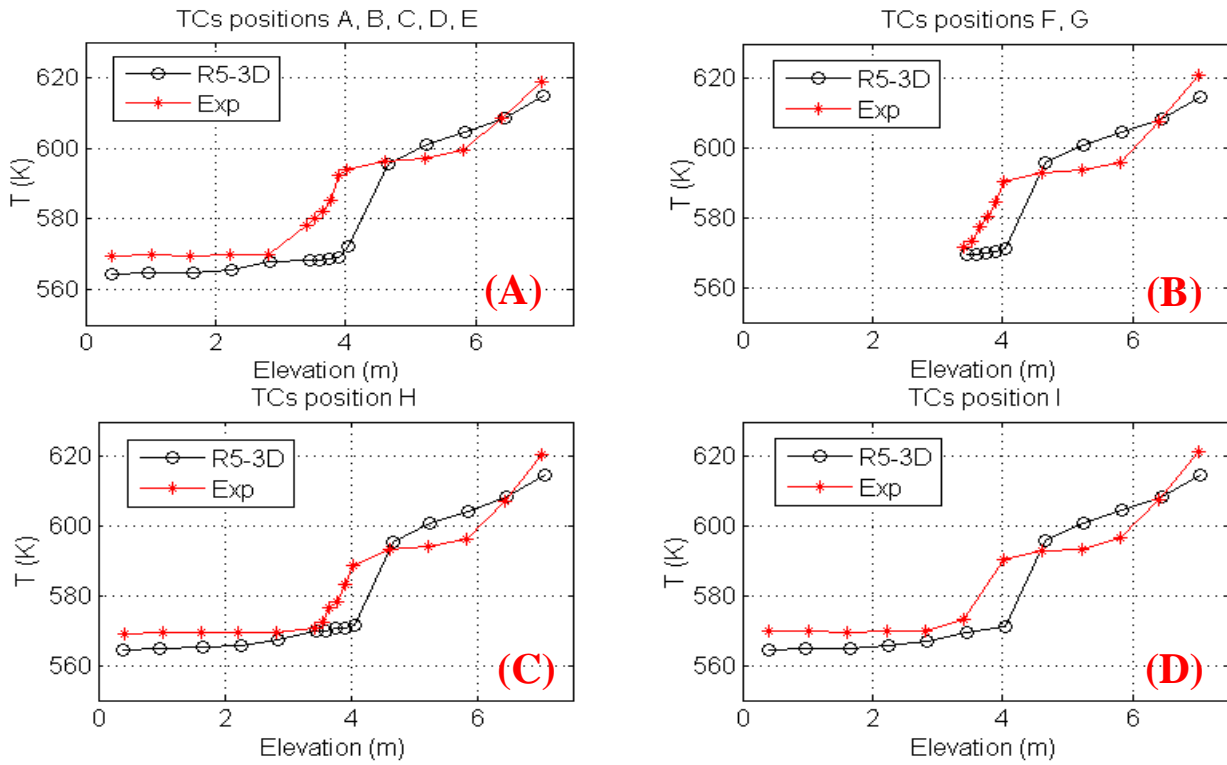 TCs positions A, B, C, D, E
620
600
580
560
T (K)
R5-3D
Exp
(A)
0 2 4 6
Elevation (m)
TCs positions F, G
620
600
580
560
T (K)
R5-3D
Exp
(B)
0 2 4 6
Elevation (m)
TCs position H
620
600
580
560
T (K)
R5-3D
Exp
(C)
0 2 4 6
Elevation (m)
TCs position I
620
600
580
560
T (K)
R5-3D
Exp
(D)
0 2 4 6
Elevation (m)